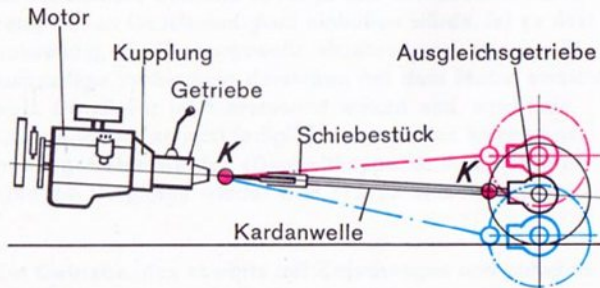 Motor
Kupplung
Getriebe
Ausgleichsgetriebe
K
Schiebestück
K
Kardanwelle